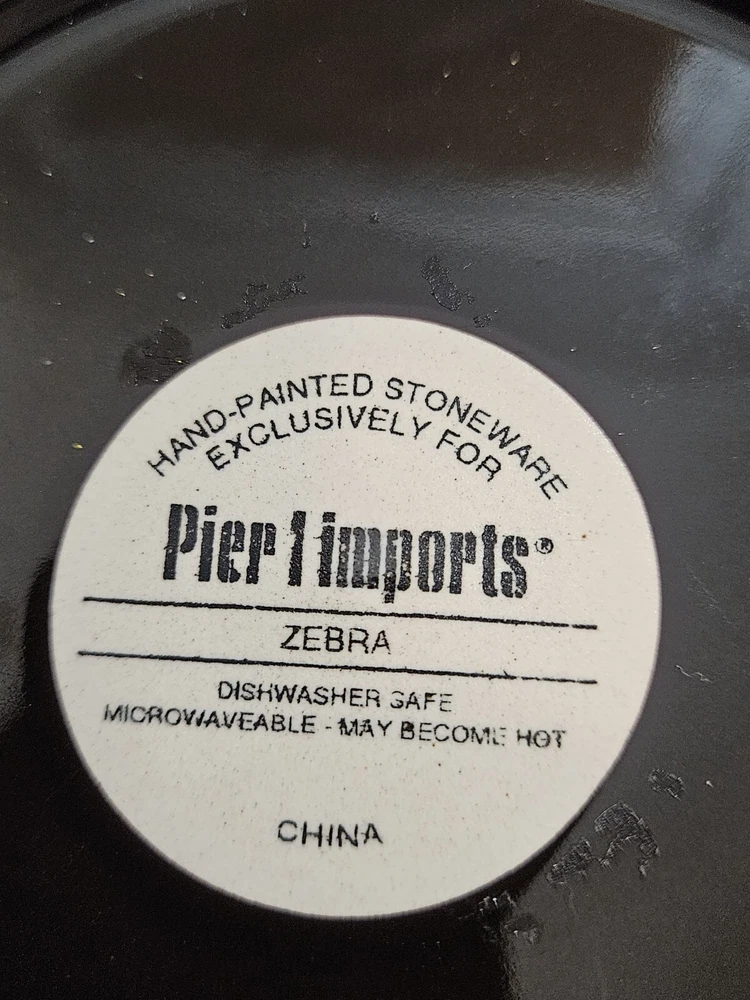 HAND-PAINTED STONEWARE
EXCLUSIVELY FOR
Pier 1 imports®
ZEBRA
DISHWASHER SAFE
MICROWAVEABLE - MAY BECOME HOT
CHINA